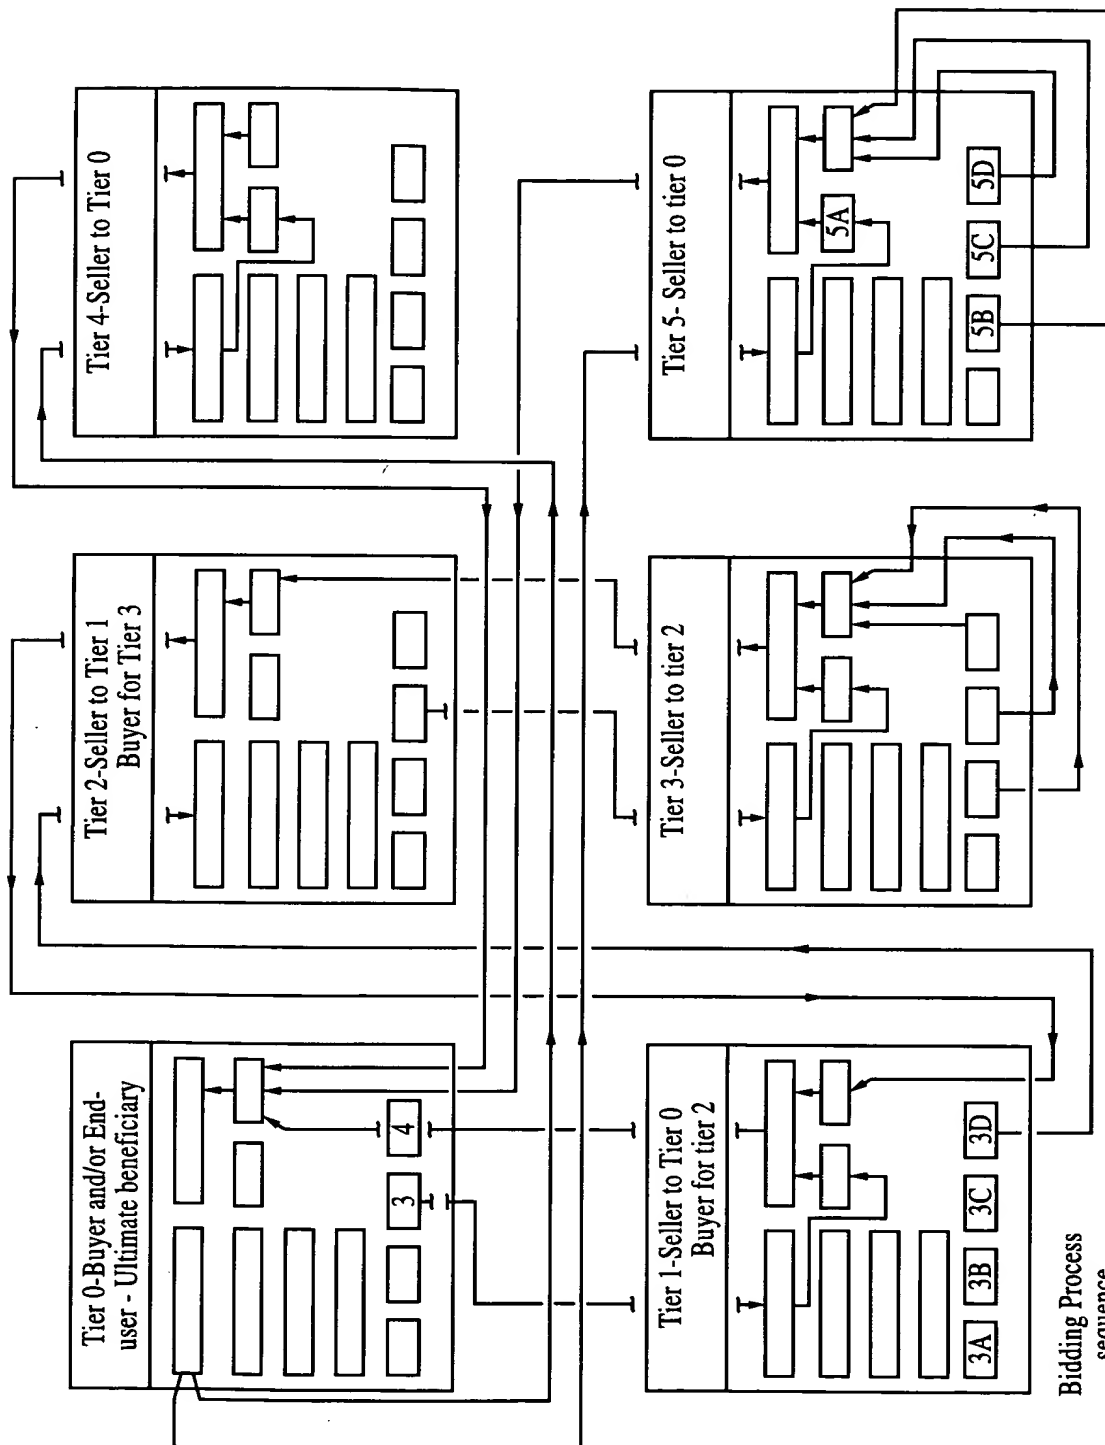 Tier 0-Buyer and/or End-
user - Ultimate beneficiary
3
4
Tier 2-Seller to Tier 1
Buyer for Tier 3
Tier 4-Seller to Tier 0
Tier 1-Seller to Tier 0
Buyer for tier 2
3A
3B
3C
3D
Tier 3-Seller to tier 2
Tier 5- Seller to tier 0
5A
5B
5C
5D
Bidding Process
sequence